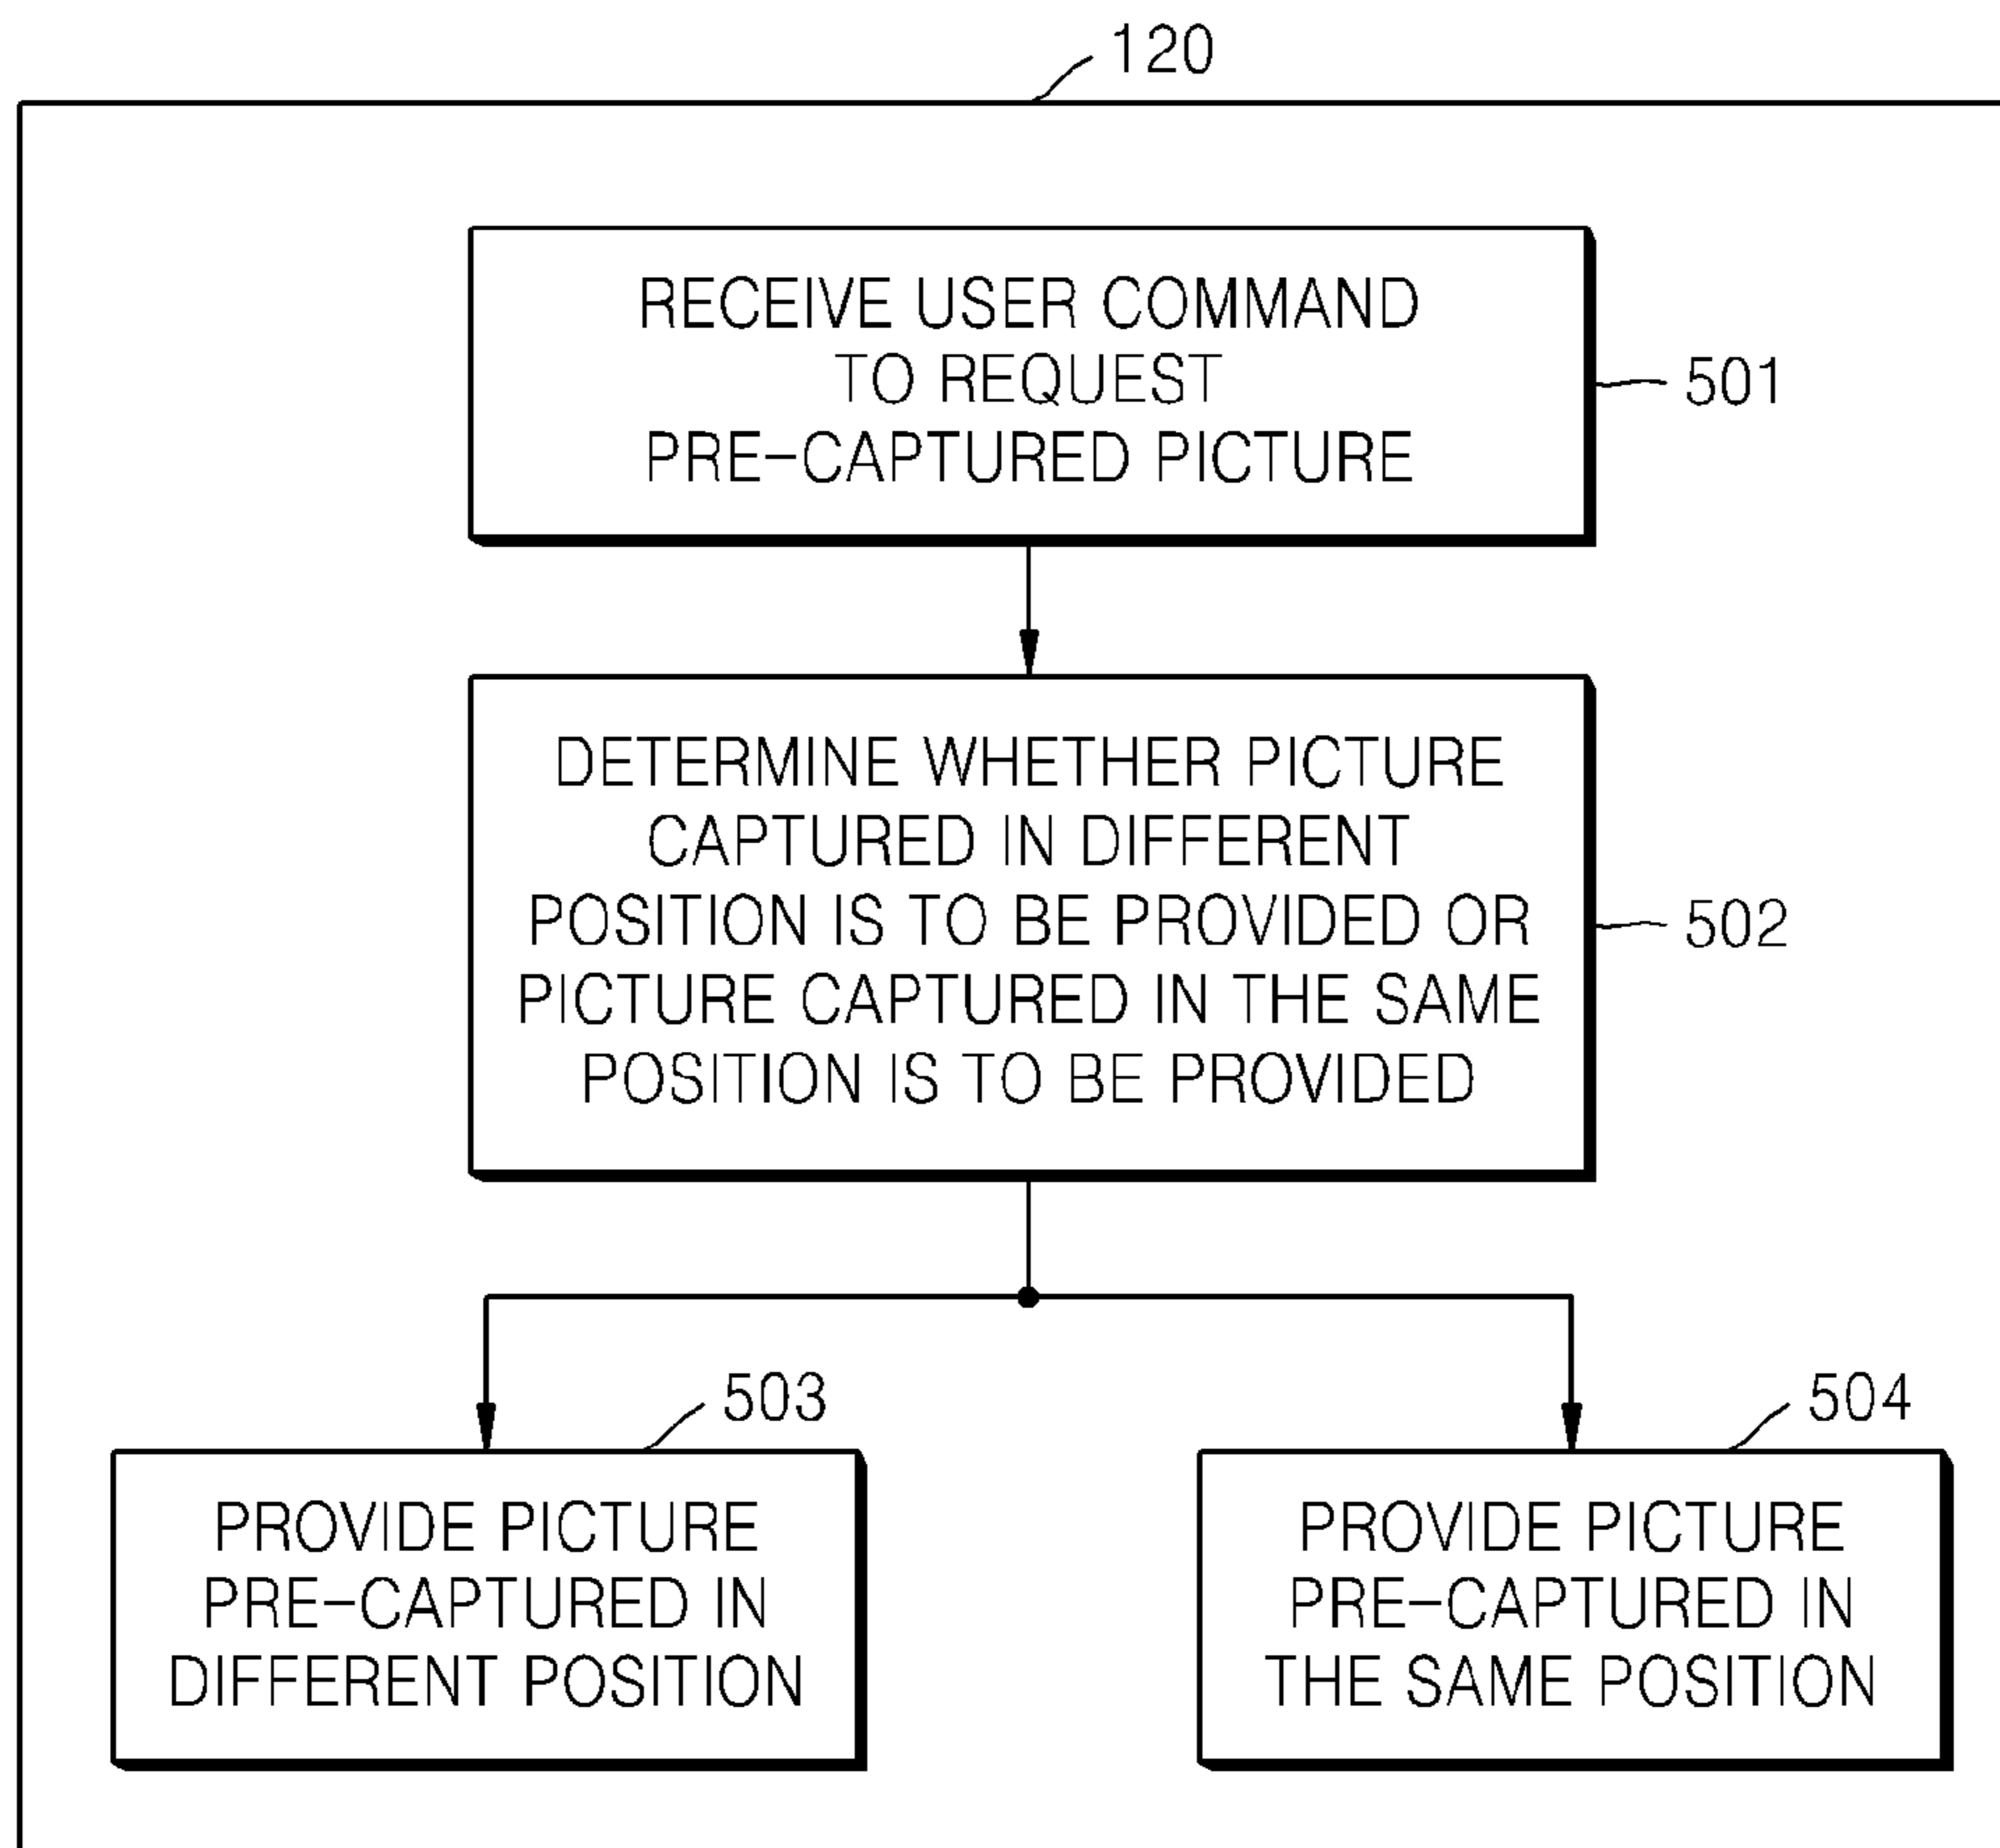 120
RECEIVE USER COMMAND
TO REQUEST
PRE-CAPTURED PICTURE
501
DETERMINE WHETHER PICTURE
CAPTURED IN DIFFERENT
POSITION IS TO BE PROVIDED OR
PICTURE CAPTURED IN THE SAME
POSITION IS TO BE PROVIDED
502
503
PROVIDE PICTURE
PRE-CAPTURED IN
DIFFERENT POSITION
504
PROVIDE PICTURE
PRE-CAPTURED IN
THE SAME POSITION